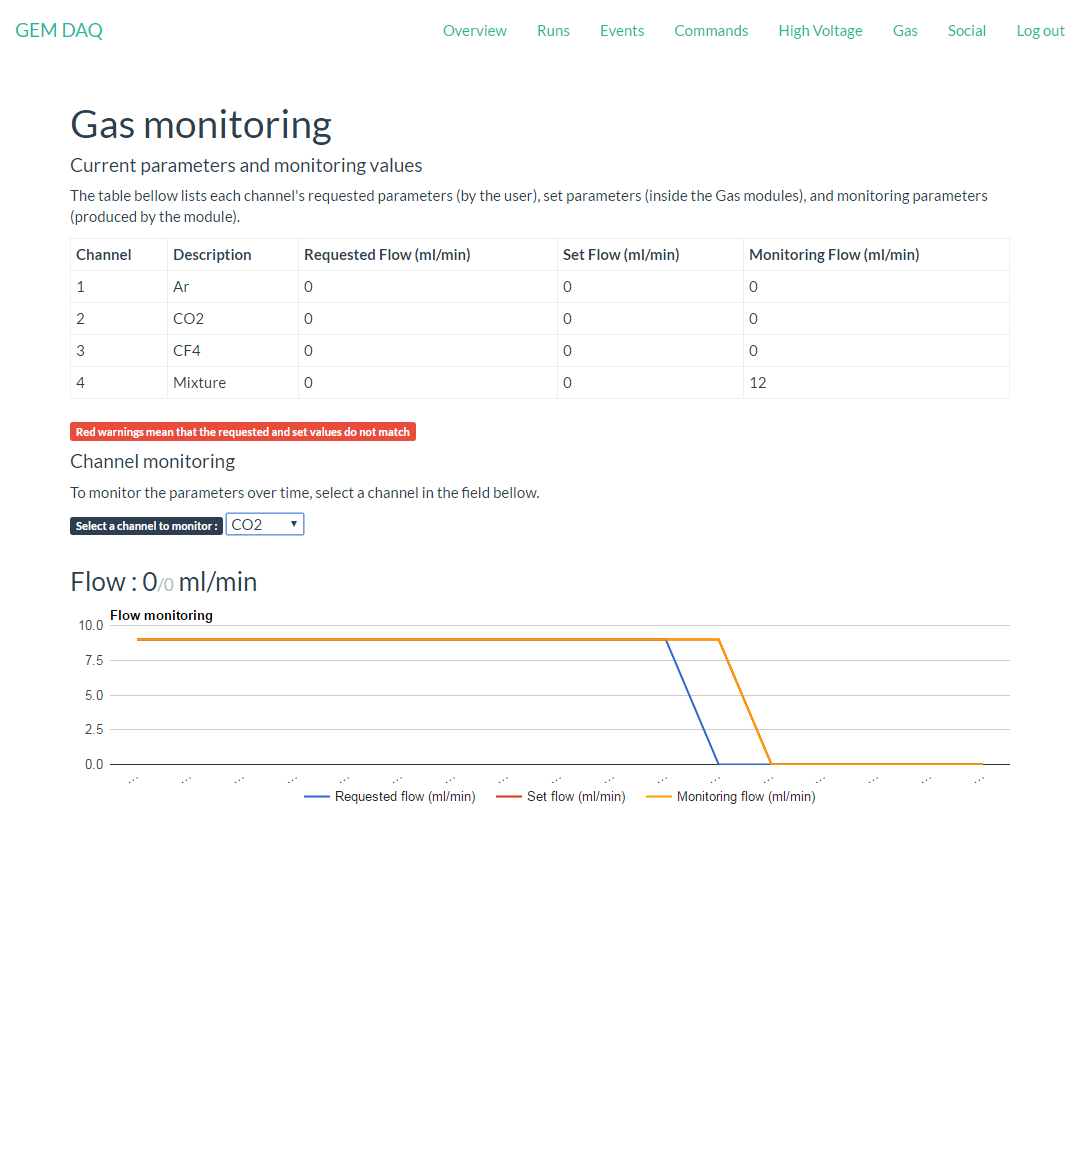 GEM DAQ Overview Runs Events Commands High Voltage Gas Social Log out
Gas monitoring
Current parameters and monitoring values
The table bellow lists each channel's requested parameters (by the user), set parameters (inside the Gas modules), and monitoring parameters
(produced by the module).
Channel Description Requested Flow (ml/min) Set Flow (ml/min) Monitoring Flow (ml/min)
1 Ar 0 0 0
2 CO2 0 0 0
3 CF4 0 0 0
4 Mixture 0 0 12
Red warnings mean that the requested and set values do not match
Channel monitoring
To monitor the parameters over time, select a channel in the field bellow.
Select a channel to monitor : CO2
Flow : 0/0 ml/min
Flow monitoring
10.0
7.5
5.0
2.5
0.0
Requested flow (ml/min) Set flow (ml/min) Monitoring flow (ml/min)